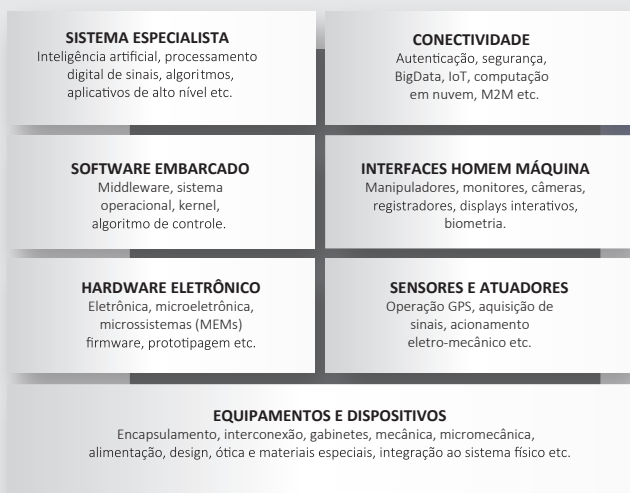 SISTEMA ESPECIALISTA
Inteligência artificial, processamento
digital de sinais, algoritmos,
aplicativos de alto nível etc.
CONECTIVIDADE
Autenticação, segurança,
BigData, IoT, computação
em nuvem, M2M etc.
SOFTWARE EMBARCADO
Middleware, sistema
operacional, kernel,
algoritmo de controle.
INTERFACES HOMEM MÁQUINA
Manipuladores, monitores, câmeras,
registradores, displays interativos,
biometria.
HARDWARE ELETRÔNICO
Eletrônica, microeletrônica,
microssistemas (MEMs)
firmware, prototipagem etc.
SENSORES E ATUADORES
Operação GPS, aquisição de
sinais, acionamento
eletro-mecânico etc.
EQUIPAMENTOS E DISPOSITIVOS
Encapsulamento, interconexão, gabinetes, mecânica, micromecânica,
alimentação, design, ótica e materiais especiais, integração ao sistema físico etc.